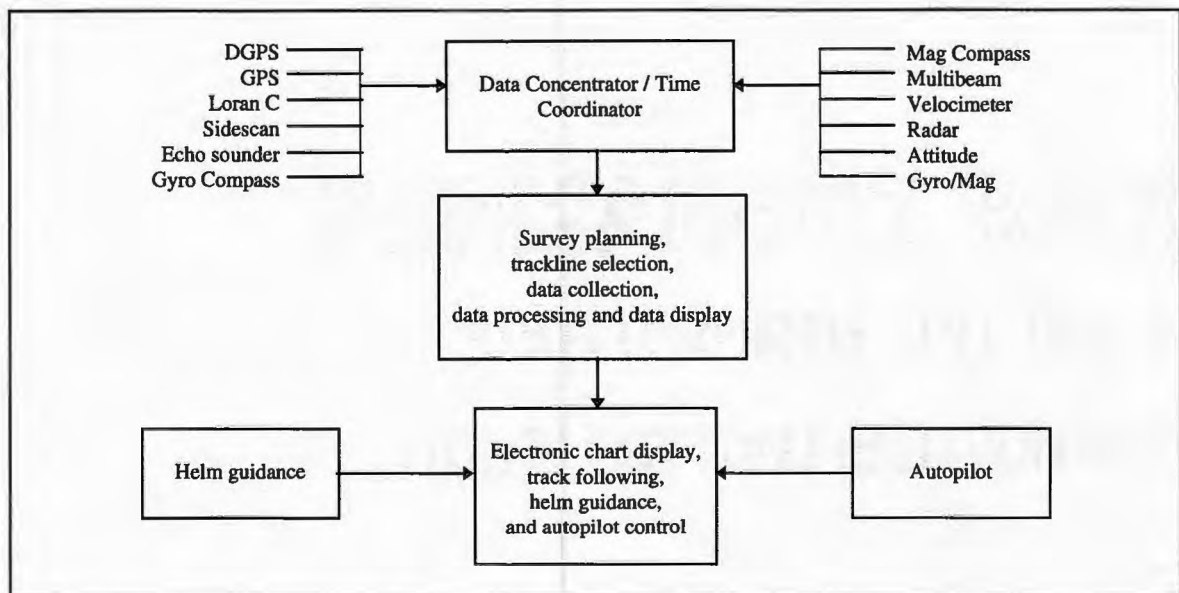 DGPS
GPS
Loran C
Sidescan
Echo sounder
Gyro Compass
Data Concentrator / Time
Coordinator
Mag Compass
Multibeam
Velocimeter
Radar
Attitude
Gyro/Mag
Survey planning,
trackline selection,
data collection,
data processing and data display
Helm guidance
Electronic chart display,
track following,
helm guidance,
and autopilot control
Autopilot